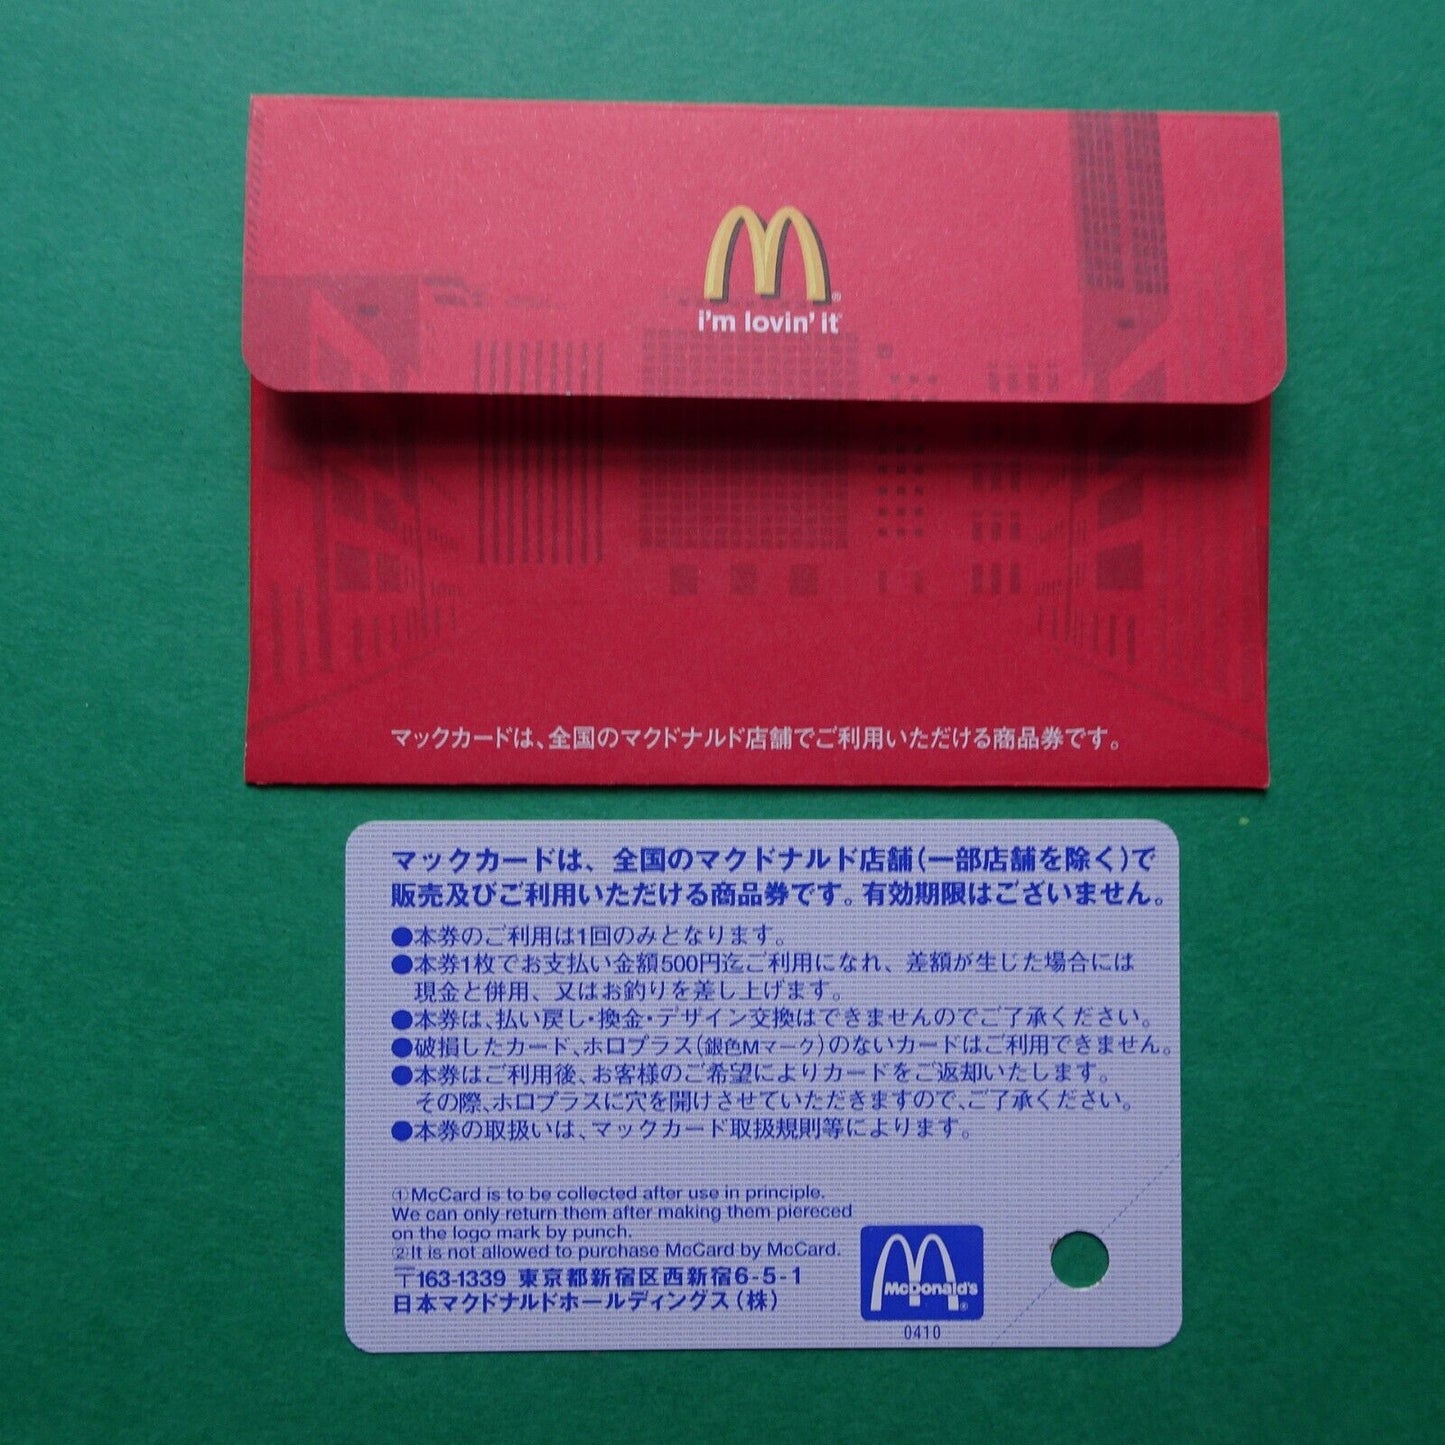 i'm lovin' it
マックカードは、全国のマクドナルド店舗でご利用いただける商品券です。
マックカードは、全国のマクドナルド店舗(一部店舗を除く)で
販売及びご利用いただける商品券です。有効期限はございません。
●本券のご利用は1回のみとなります。
●本券1枚でお支払い金額500円迄ご利用になれ、差額が生じた場合には
現金と併用、又はお釣りを差し上げます。
●本券は、払い戻し・換金・デザイン交換はできませんのでご了承ください。
●破損したカード、ホロプラス(銀色Mマーク)のないカードはご利用できません。
●本券はご利用後、お客様のご希望によりカードをご返却いたします。
その際、ホロプラスに穴を開けさせていただきますので、ご了承ください。
●本券の取扱いは、マックカード取扱規則等によります。
①McCard is to be collected after use in principle.
We can only return them after making them piereced
on the logo mark by punch.
②It is not allowed to purchase McCard by McCard.
〒163-1339 東京都新宿区西新宿6-5-1
日本マクドナルドホールディングス(株)
McDonald's
0410